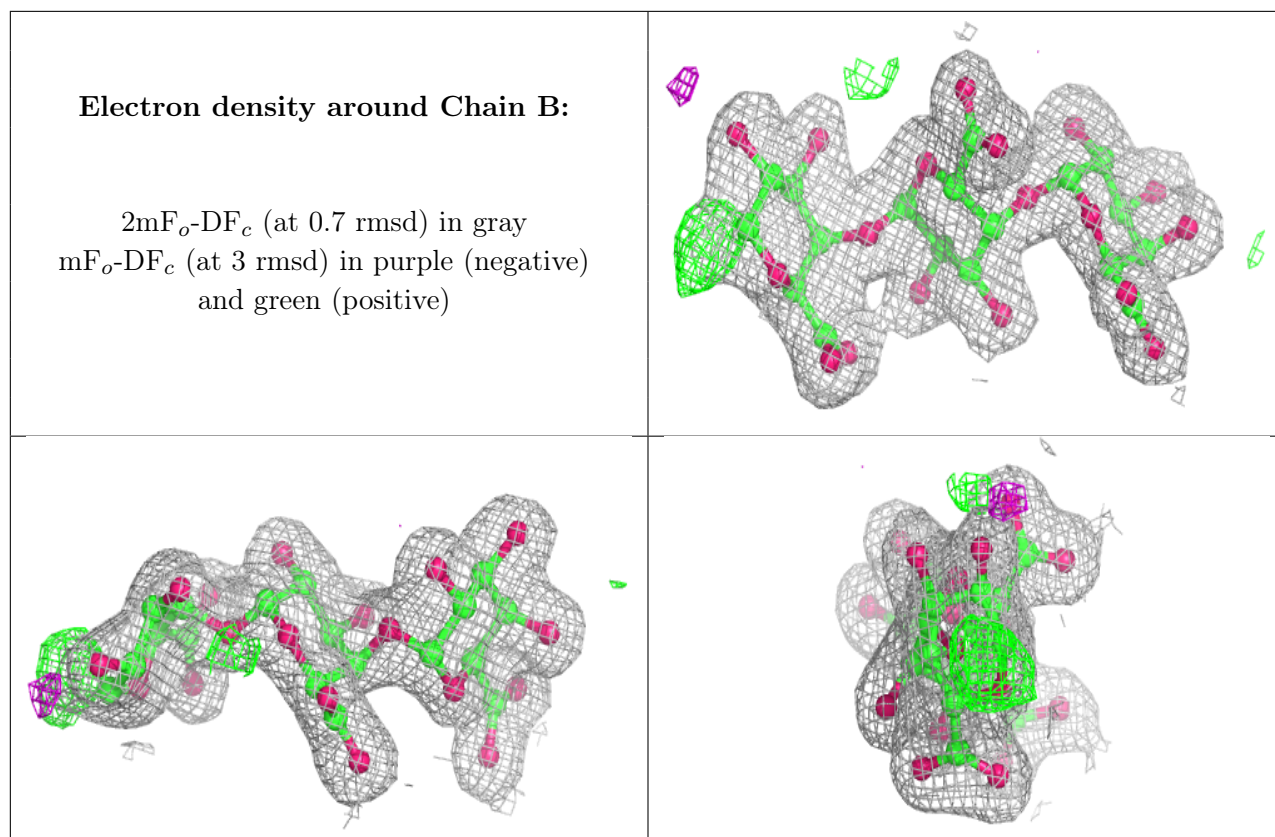 Electron density around Chain B:
2mFo-DFc (at 0.7 rmsd) in gray
mFo-DFc (at 3 rmsd) in purple (negative)
and green (positive)